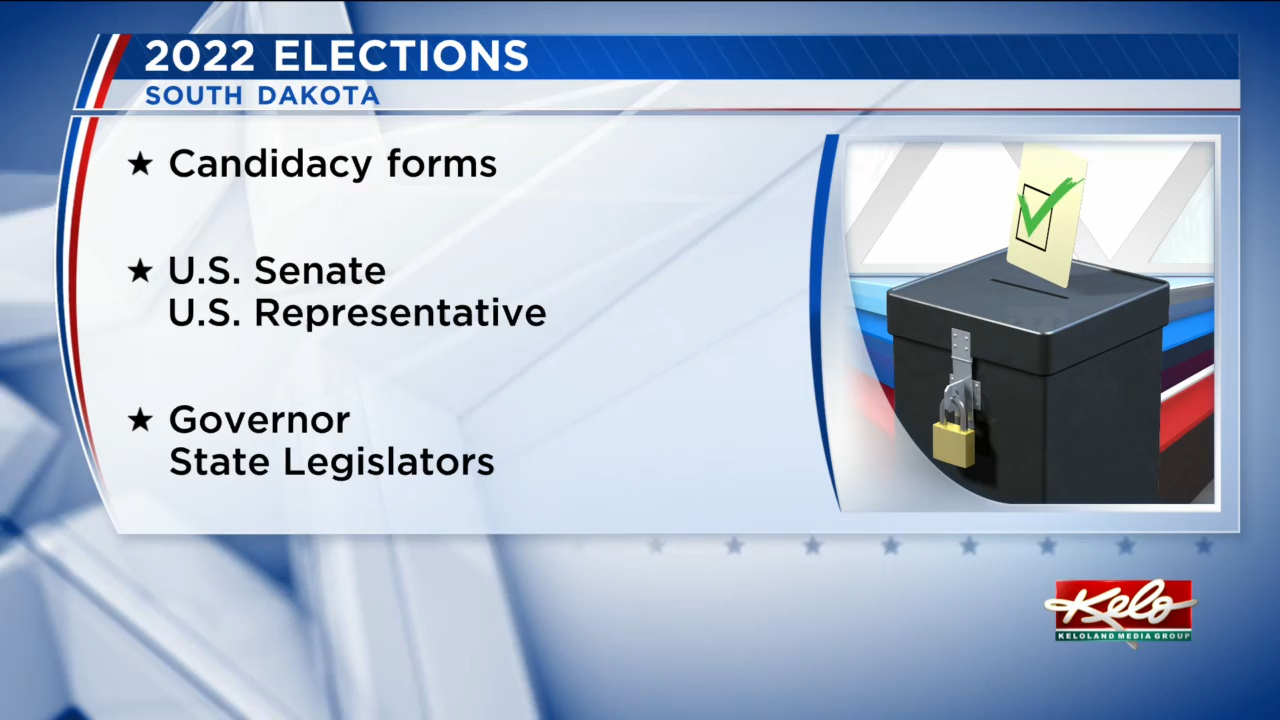 2022 ELECTIONS
SOUTH DAKOTA
★ Candidacy forms
★ U.S. Senate
U.S. Representative
★ Governor
State Legislators
Kelo
KELOLAND MEDIA GROUP